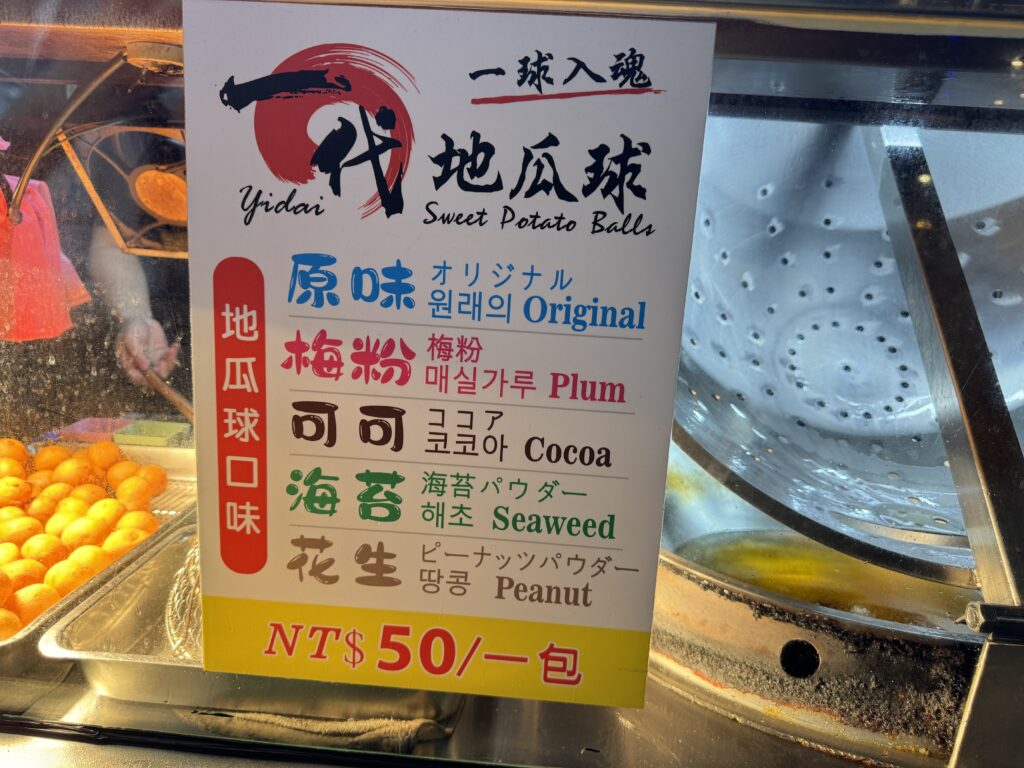 一球入魂
一代 地瓜球
Yidai Sweet Potato Balls
地瓜球口味
原味 オリジナル
원래의 Original
梅粉 梅粉
매실가루 Plum
可可 ココア
코코아 Cocoa
海苔 海苔パウダー
해초 Seaweed
花生 ピーナッツパウダー
땅콩 Peanut
NT$50/一包